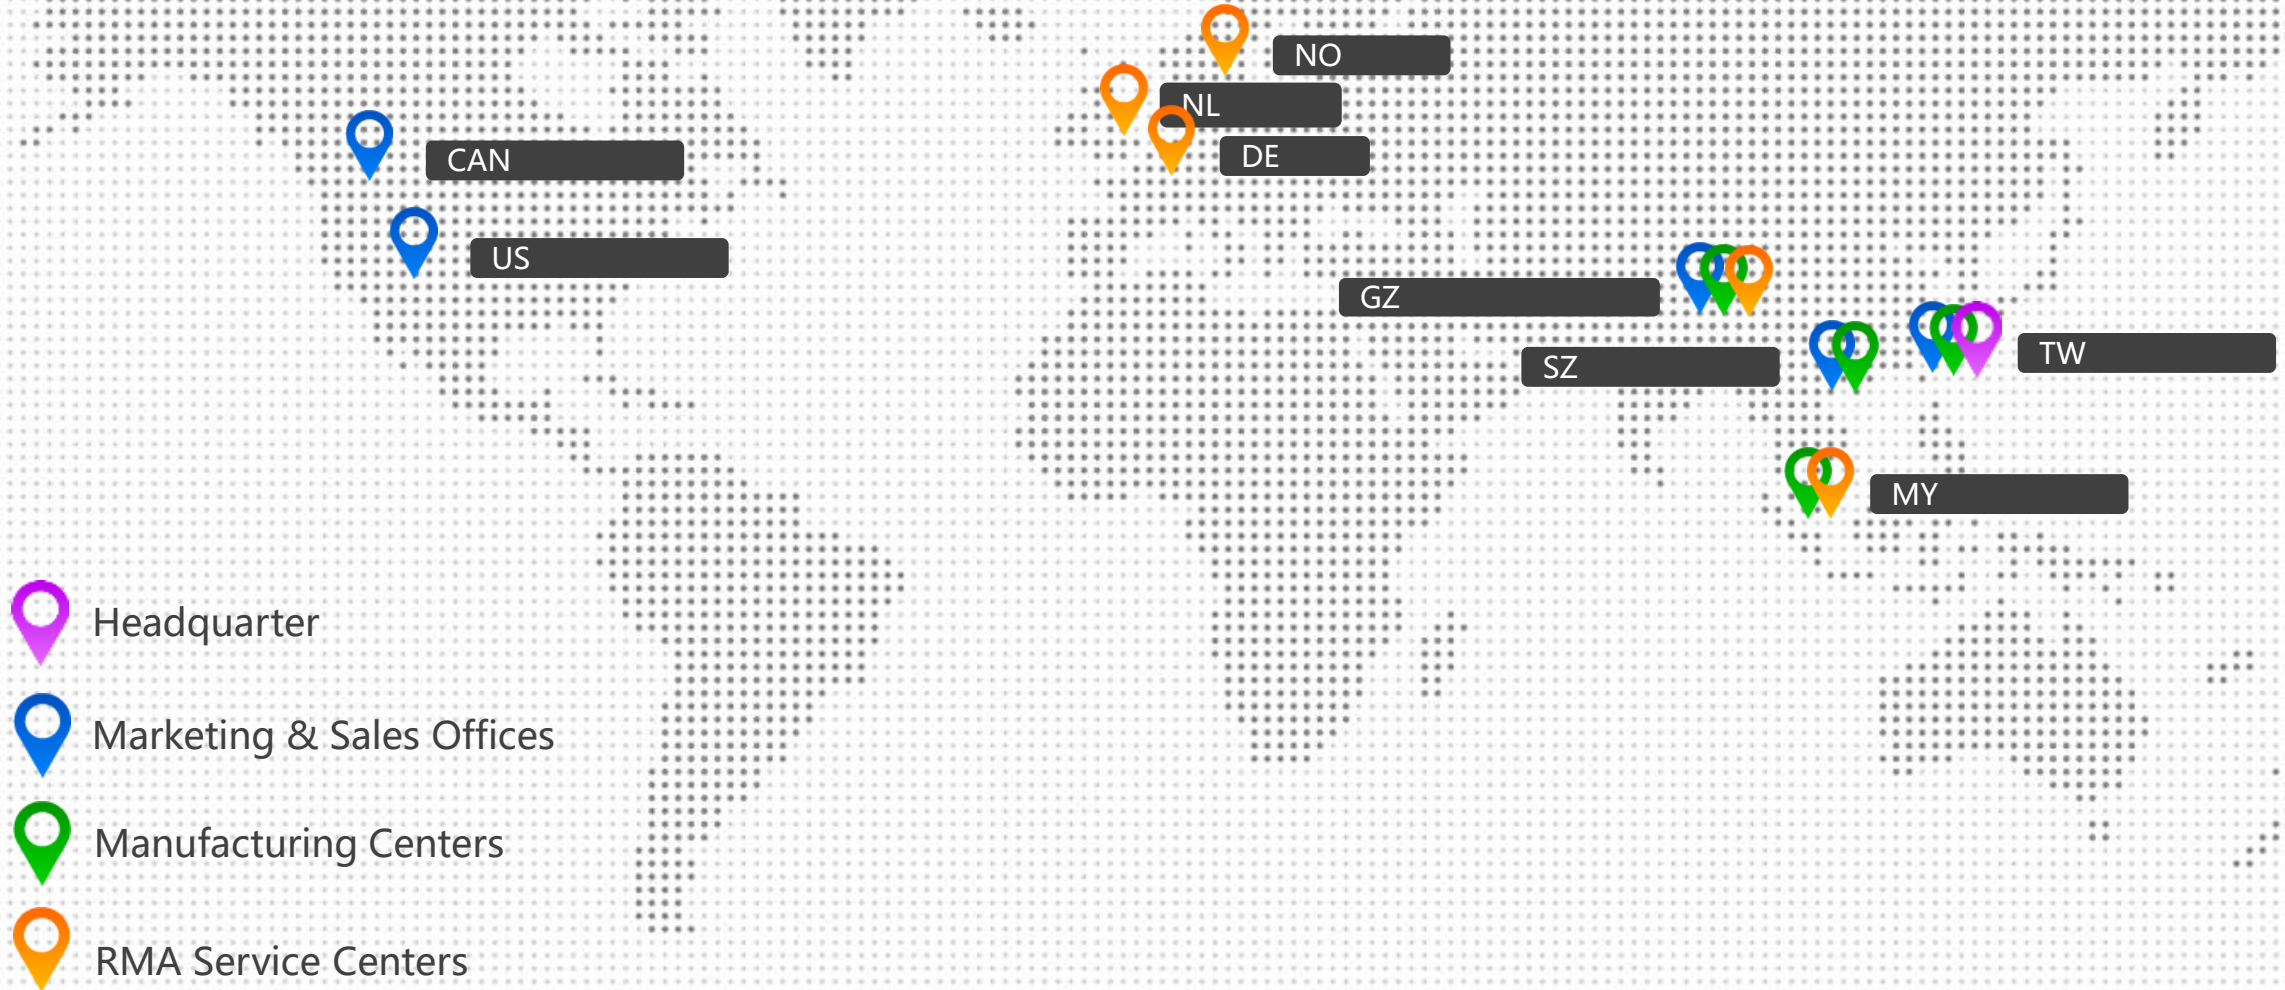 NO
NL
DE
CAN
US
GZ
SZ
TW
MY
Headquarter
Marketing & Sales Offices
Manufacturing Centers
RMA Service Centers